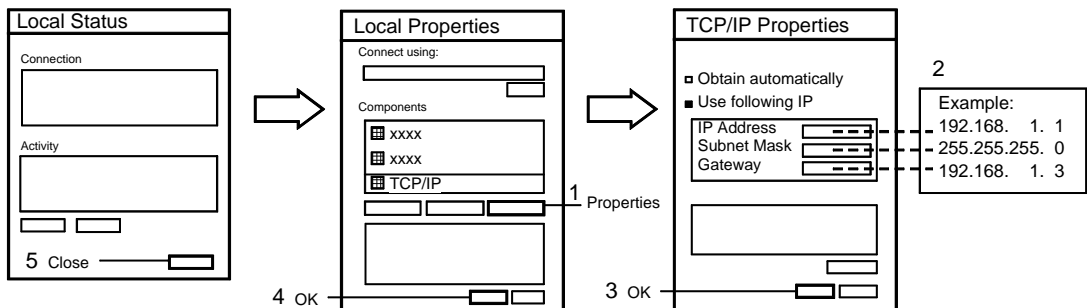 Local Status
Connection
Activity
5 Close
Local Properties
Connect using:
Components
xxxx
xxxx
TCP/IP
1 Properties
4 OK
TCP/IP Properties
Obtain automatically
Use following IP
IP Address
Subnet Mask
Gateway
3 OK
2
Example:
192.168. 1. 1
255.255.255. 0
192.168. 1. 3